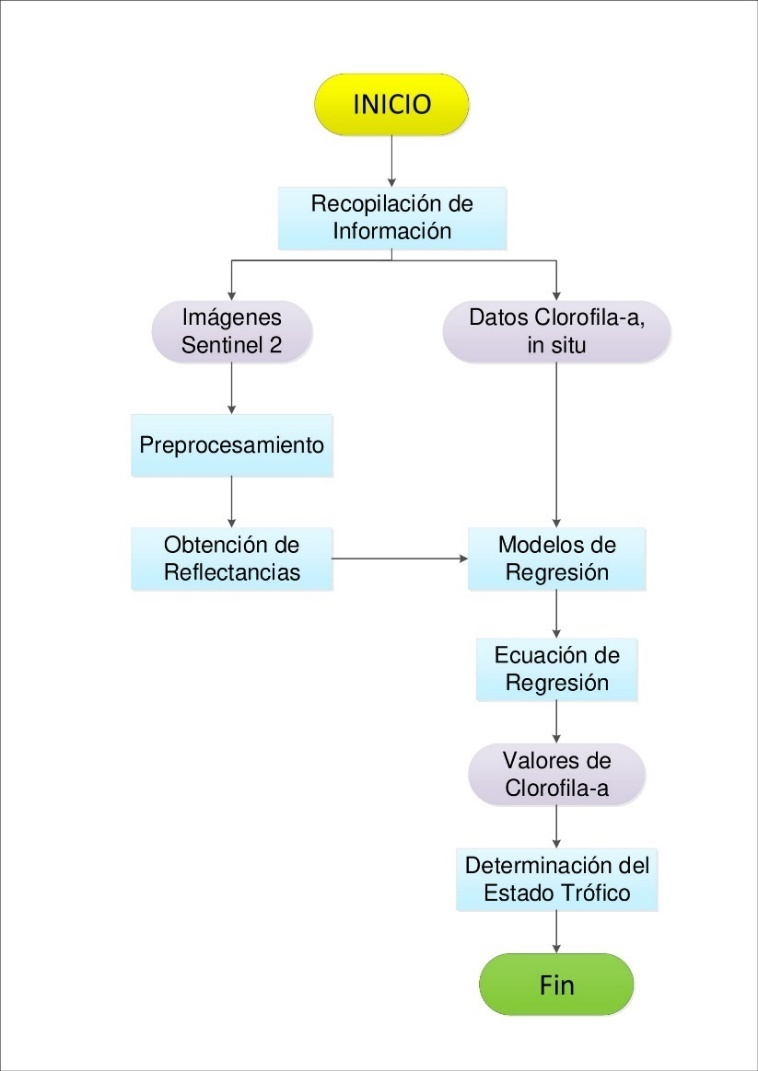 INICIO
Recopilación de
Información
Imágenes
Sentinel 2
Datos Clorofila-a,
in situ
Preprocesamiento
Obtención de
Reflectancias
Modelos de
Regresión
Ecuación de
Regresión
Valores de
Clorofila-a
Determinación del
Estado Trófico
Fin